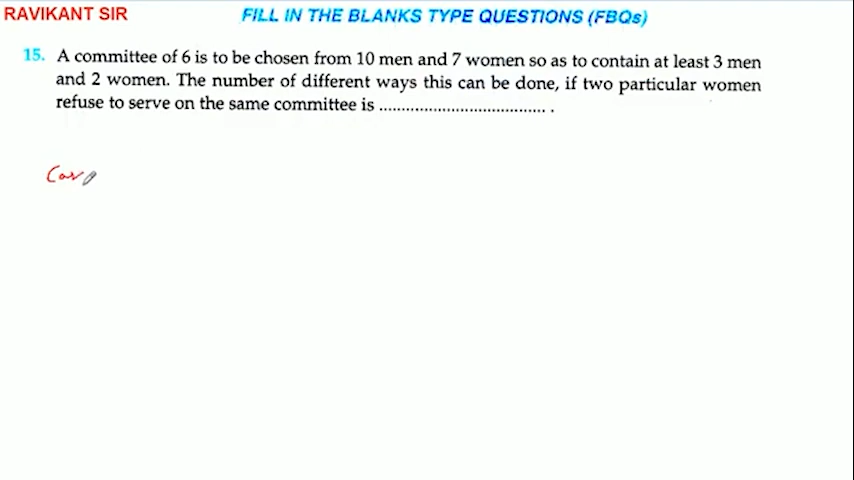 RAVIKANT SIR
FILL IN THE BLANKS TYPE QUESTIONS (FBQs)
15. A committee of 6 is to be chosen from 10 men and 7 women so as to contain at least 3 men
and 2 women. The number of different ways this can be done, if two particular women
refuse to serve on the same committee is ....................................... .